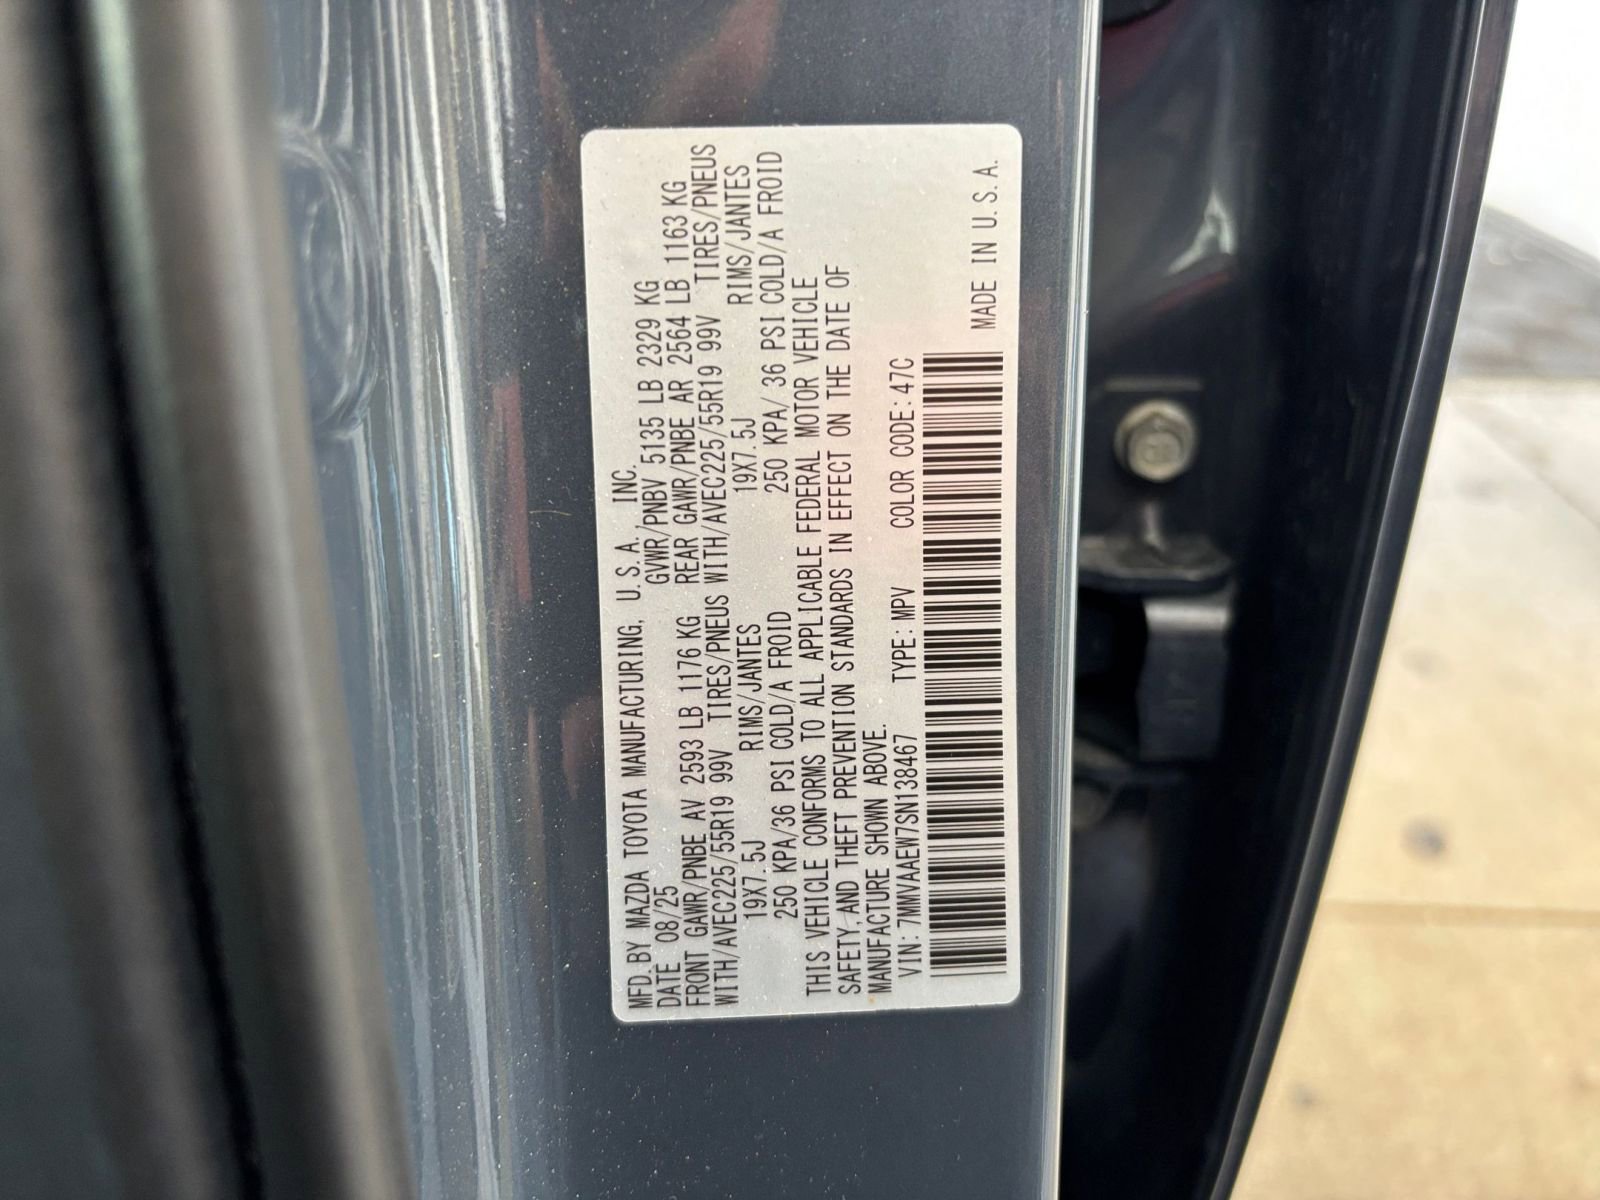 MFD. BY MAZDA TOYOTA MANUFACTURING, U. S. A., INC.
DATE 08/25 GVWR/PNBV 5135 LB 2329 KG
FRONT GAWR/PNBE AV 2593 LB 1176 KG REAR GAWR/PNBE AR 2564 LB 1163 KG
WITH/AVEC225/55R19 99V TIRES/PNEUS WITH/AVEC225/55R19 99V TIRES/PNEUS
19X7.5J RIMS/JANTES 19X7.5J RIMS/JANTES
250 KPA/36 PSI COLD/A FROID 250 KPA/ 36 PSI COLD/A FROID
THIS VEHICLE CONFORMS TO ALL APPLICABLE FEDERAL MOTOR VEHICLE
SAFETY, AND THEFT PREVENTION STANDARDS IN EFFECT ON THE DATE OF
MANUFACTURE SHOWN ABOVE.
VIN: 7MMVAAEW7SN138467 TYPE: MPV COLOR CODE: 47C
MADE IN U. S. A.